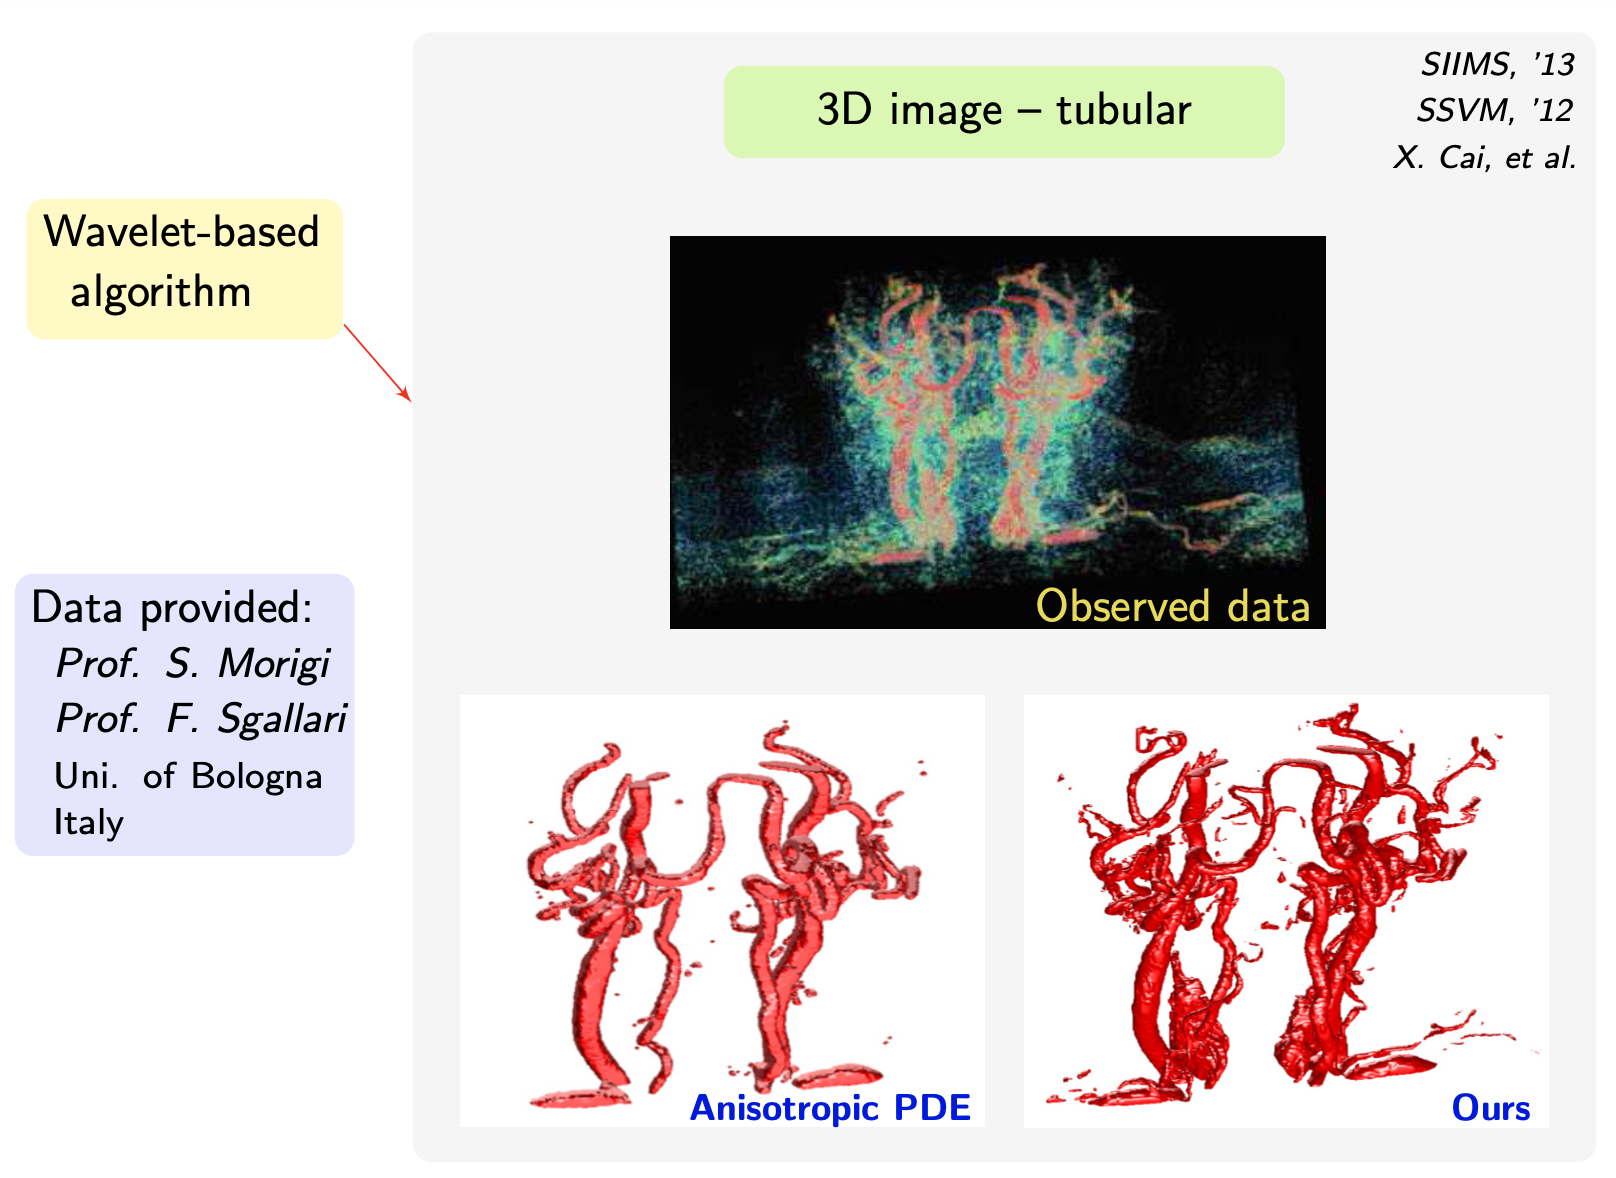 SIIMS, '13
3D image – tubular
SSVM, '12
X. Cai, et al.
Wavelet-based
algorithm
Observed data
Data provided:
Prof. S. Morigi
Prof. F. Sgallari
Uni. of Bologna
Italy
Anisotropic PDE
Ours